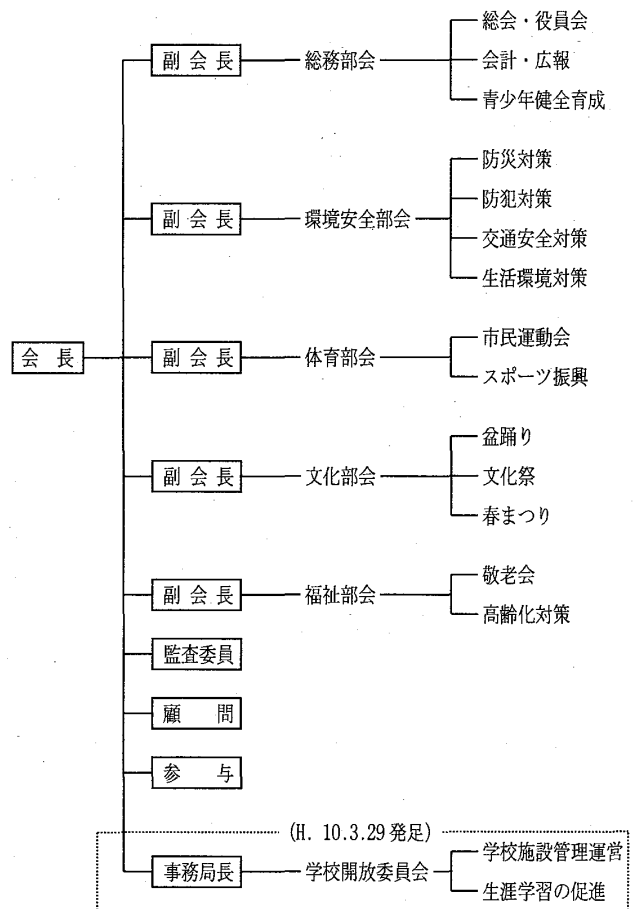 総会・役員会
副会長 総務部会 会計・広報
青少年健全育成
防災対策
防犯対策
副会長 環境安全部会
交通安全対策
生活環境対策
市民運動会
会長 副会長 体育部会
スポーツ振興
盆踊り
副会長 文化部会 文化祭
春まつり
敬老会
副会長 福祉部会
高齢化対策
監査委員
顧問
参与
(H. 10.3.29 発足)
学校施設管理運営
事務局長 学校開放委員会
生涯学習の促進